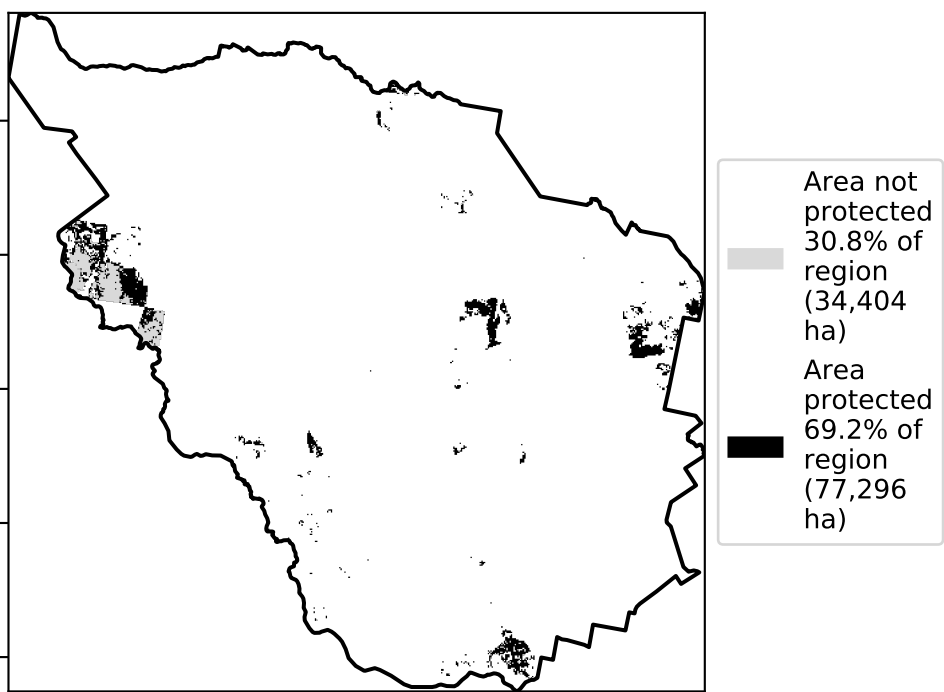 Area not
protected
30.8% of
region
(34,404
ha)
Area
protected
69.2% of
region
(77,296
ha)